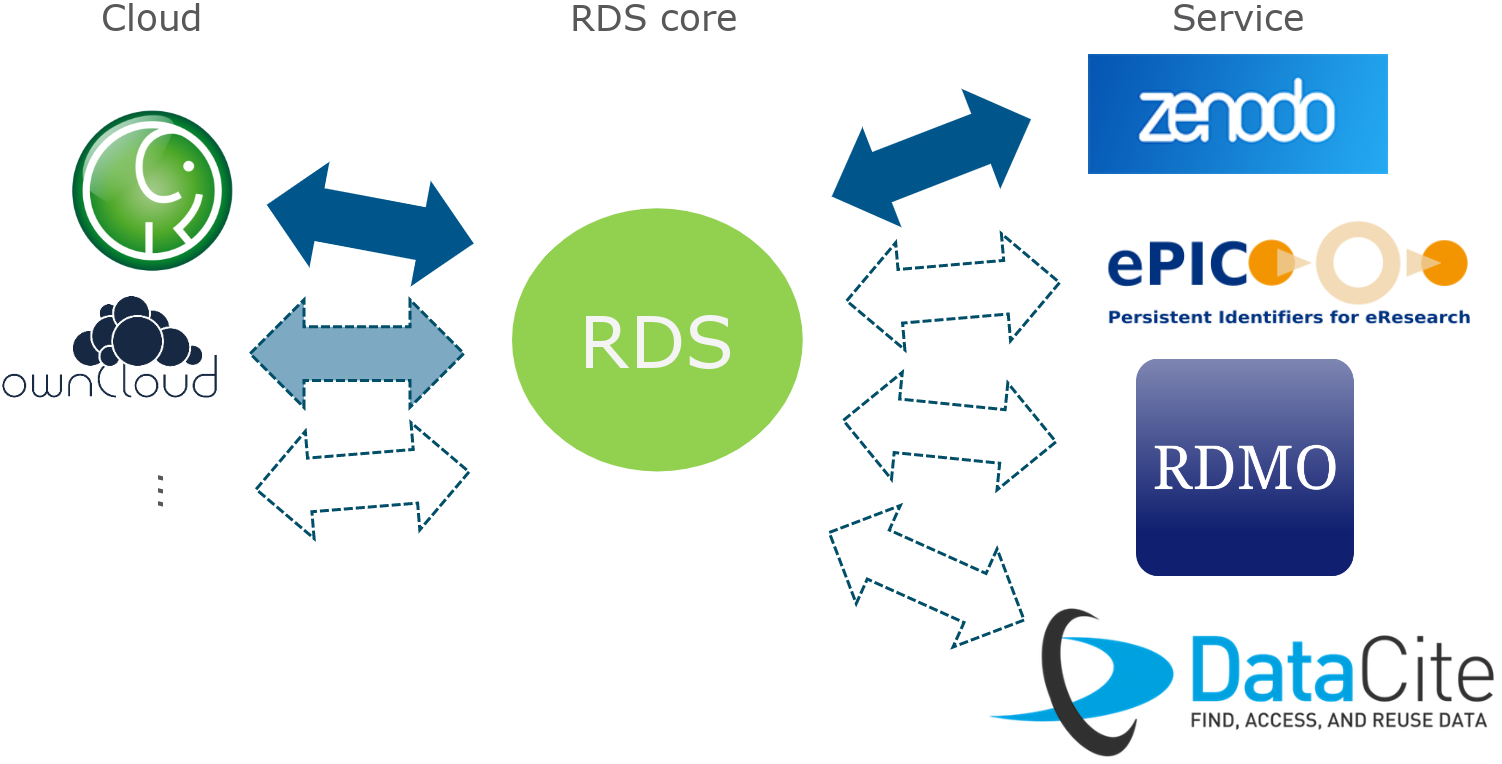 Cloud
RDS core
Service
zenodo
ePIC
Persistent Identifiers for eResearch
ownCloud
RDS
RDMO
...
DataCite
FIND, ACCESS, AND REUSE DATA